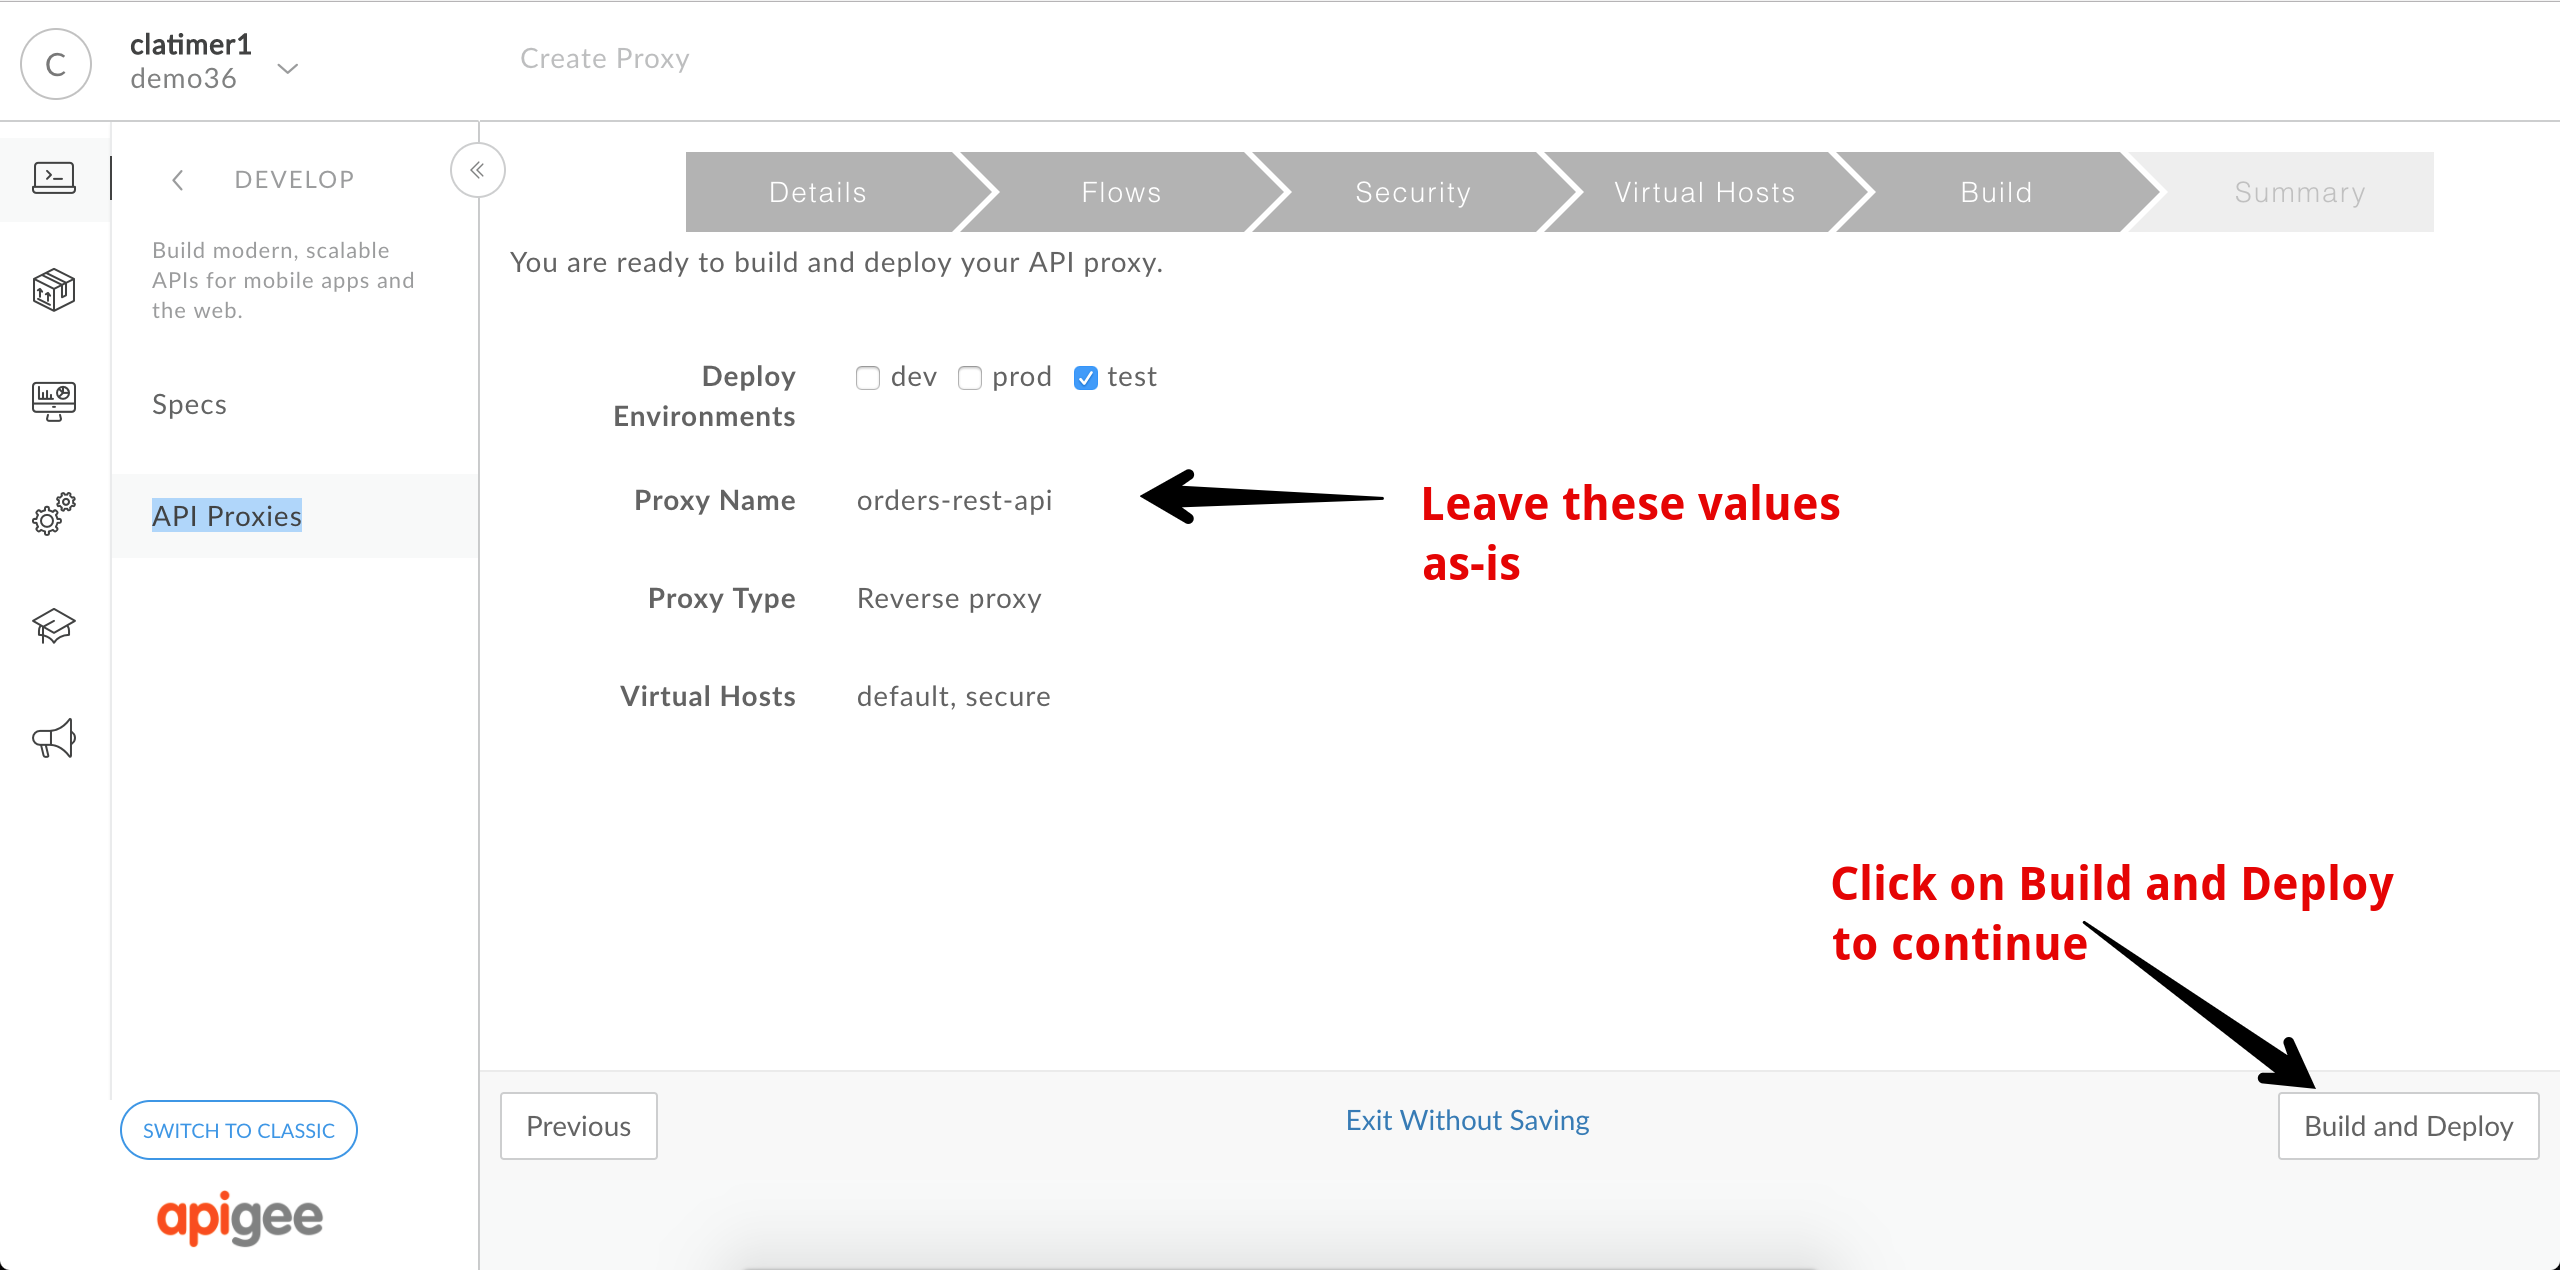 C
clatimer1
demo36
Create Proxy
DEVELOP
Build modern, scalable
APIs for mobile apps and
the web.
Specs
API Proxies
SWITCH TO CLASSIC
apigee
Details
Flows
Security
Virtual Hosts
Build
Summary
You are ready to build and deploy your API proxy.
Deploy
Environments
dev
prod
test
Proxy Name
orders-rest-api
Leave these values
as-is
Proxy Type
Reverse proxy
Virtual Hosts
default, secure
Click on Build and Deploy
to continue
Previous
Exit Without Saving
Build and Deploy